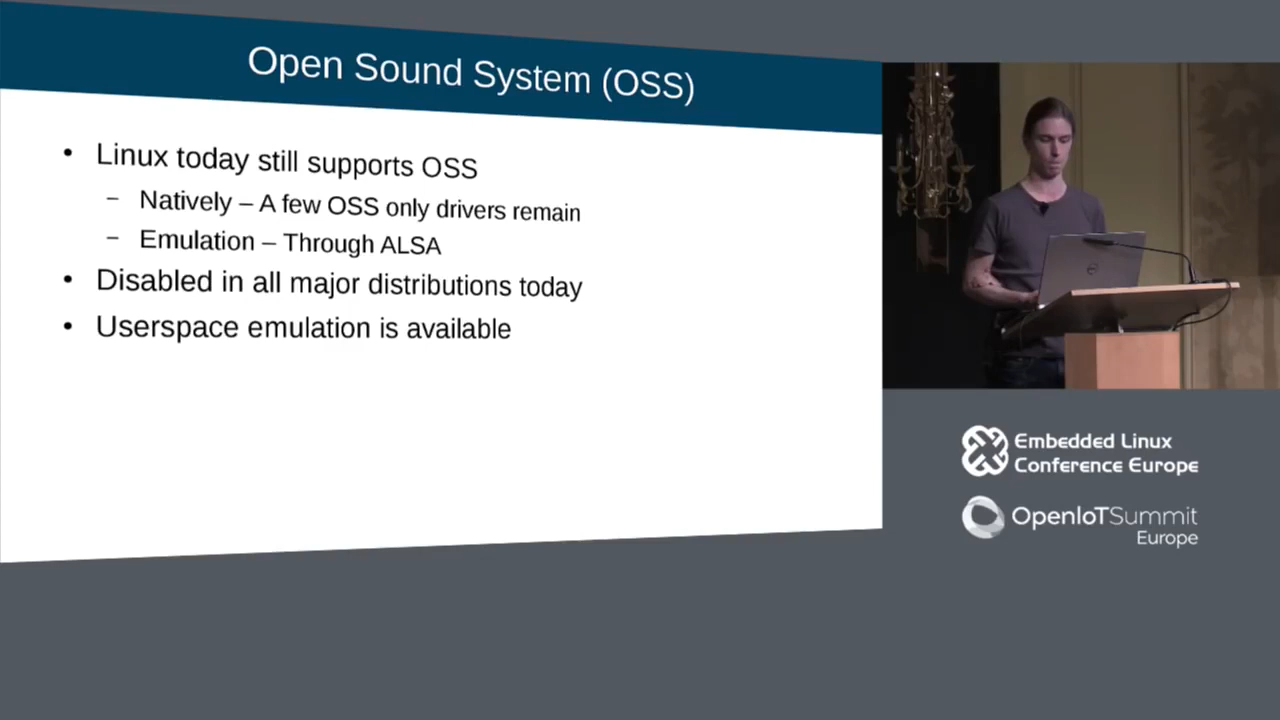 Open Sound System (OSS)
• Linux today still supports OSS
– Natively – A few OSS only drivers remain
– Emulation – Through ALSA
• Disabled in all major distributions today
• Userspace emulation is available
Embedded Linux
Conference Europe
OpenIoTSummit
Europe